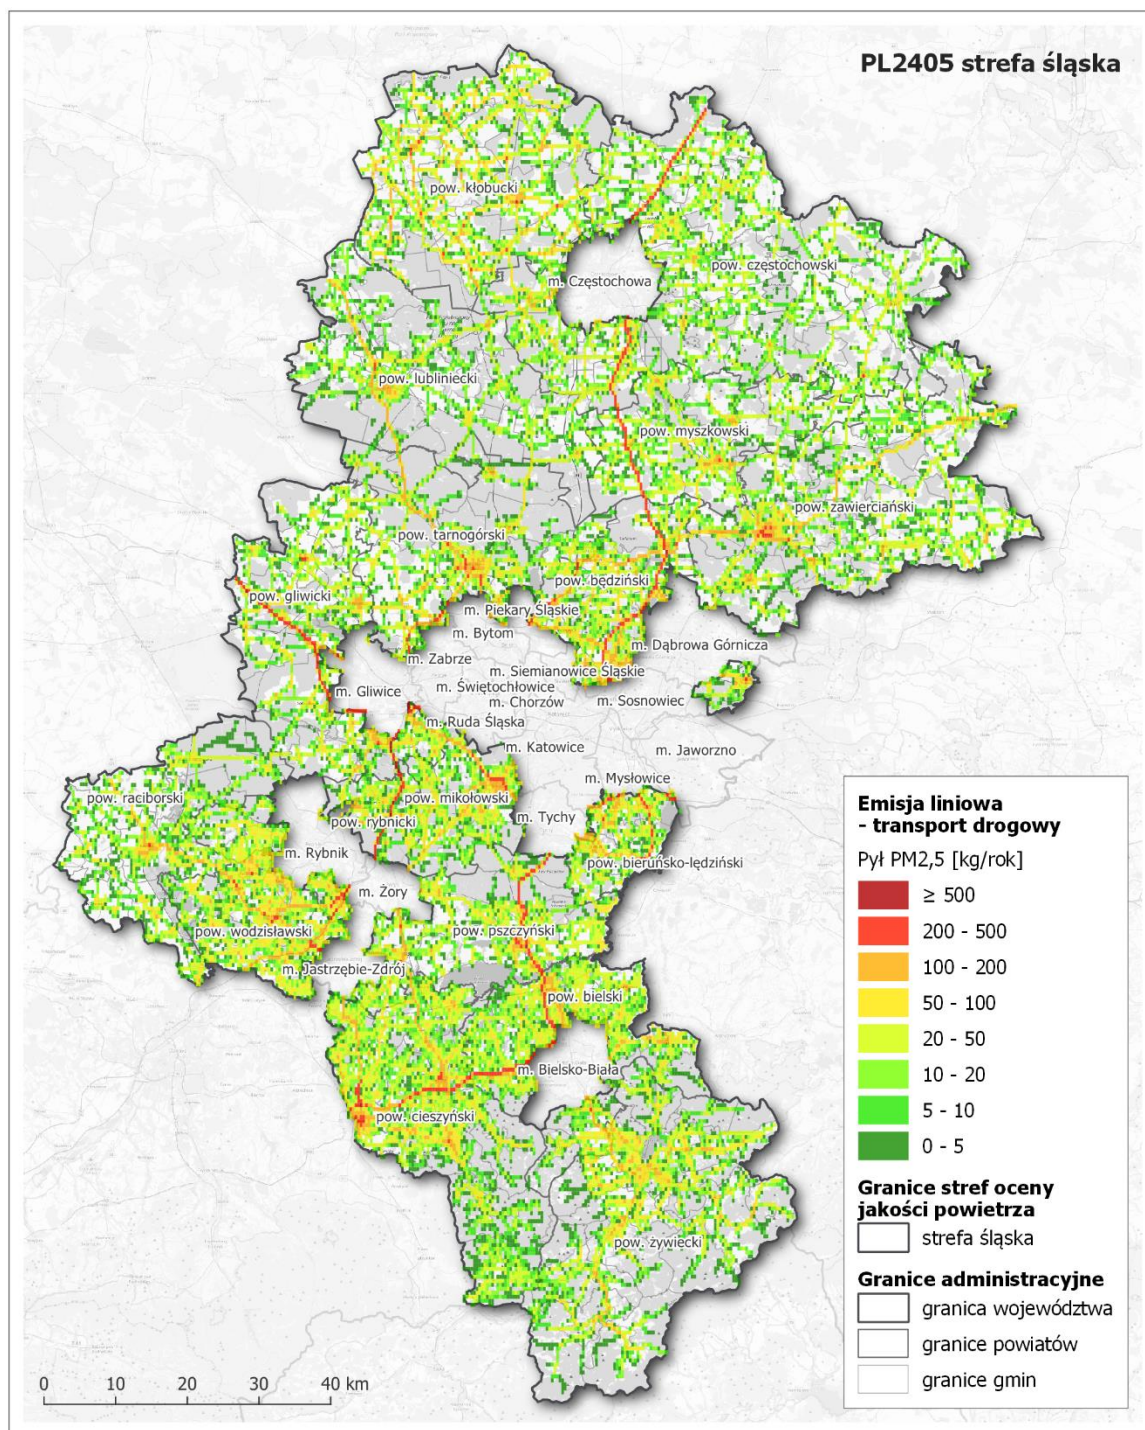 PL2405 strefa śląska
pow. kłobucki
pow. częstochowski
m. Częstochowa
pow. lubliniecki
pow. myszkowski
pow. zawierciański
pow. tarnogórski
pow. będziński
pow. gliwicki
m. Piekary Śląskie
m. Bytom
m. Dąbrowa Górnicza
m. Zabrze
m. Siemianowice Śląskie
m. Świętochłowice
m. Gliwice
m. Chorzów
m. Sosnowiec
m. Ruda Śląska
m. Katowice
m. Jaworzno
m. Mysłowice
pow. raciborski
pow. mikołowski
m. Tychy
pow. rybnicki
m. Rybnik
pow. bieruńsko-lędziński
m. Żory
pow. wodzisławski
pow. pszczyński
m. Jastrzębie-Zdrój
pow. bielski
m. Bielsko-Biała
pow. cieszyński
pow. żywiecki
Emisja liniowa
- transport drogowy
Pył PM2,5 [kg/rok]
≥ 500
200 - 500
100 - 200
50 - 100
20 - 50
10 - 20
5 - 10
0 - 5
Granice stref oceny
jakości powietrza
strefa śląska
Granice administracyjne
granica województwa
granice powiatów
granice gmin
0 10 20 30 40 km